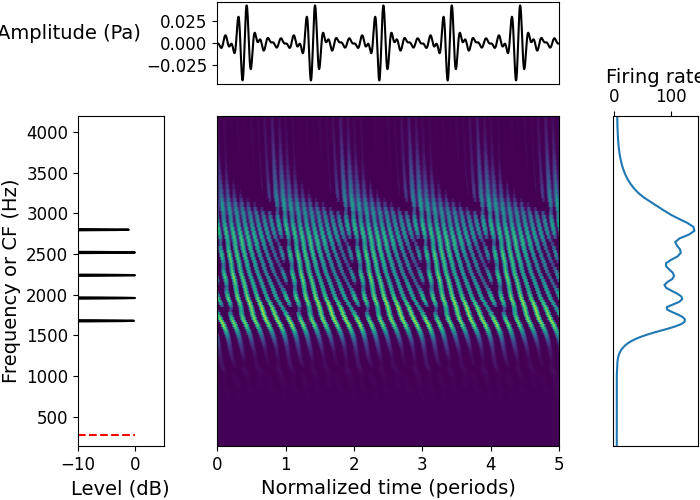 Amplitude (Pa)
0.025
0.000
−0.025
Firing rate
0 100
Frequency or CF (Hz)
4000
3500
3000
2500
2000
1500
1000
500
−10 0
Level (dB)
0 1 2 3 4 5
Normalized time (periods)